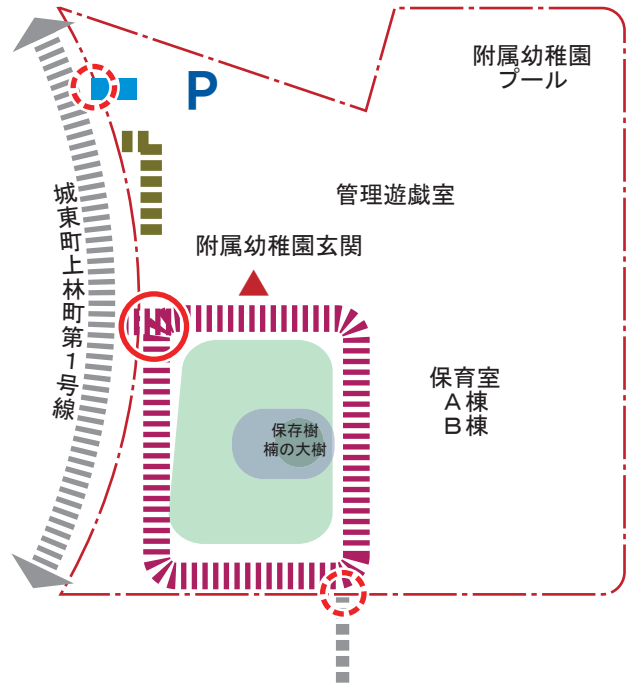 附属幼稚園
プール
P
管理遊戯室
城東町上林町第1号線
附属幼稚園玄関
保育室
A棟
B棟
保存樹
楠の大樹